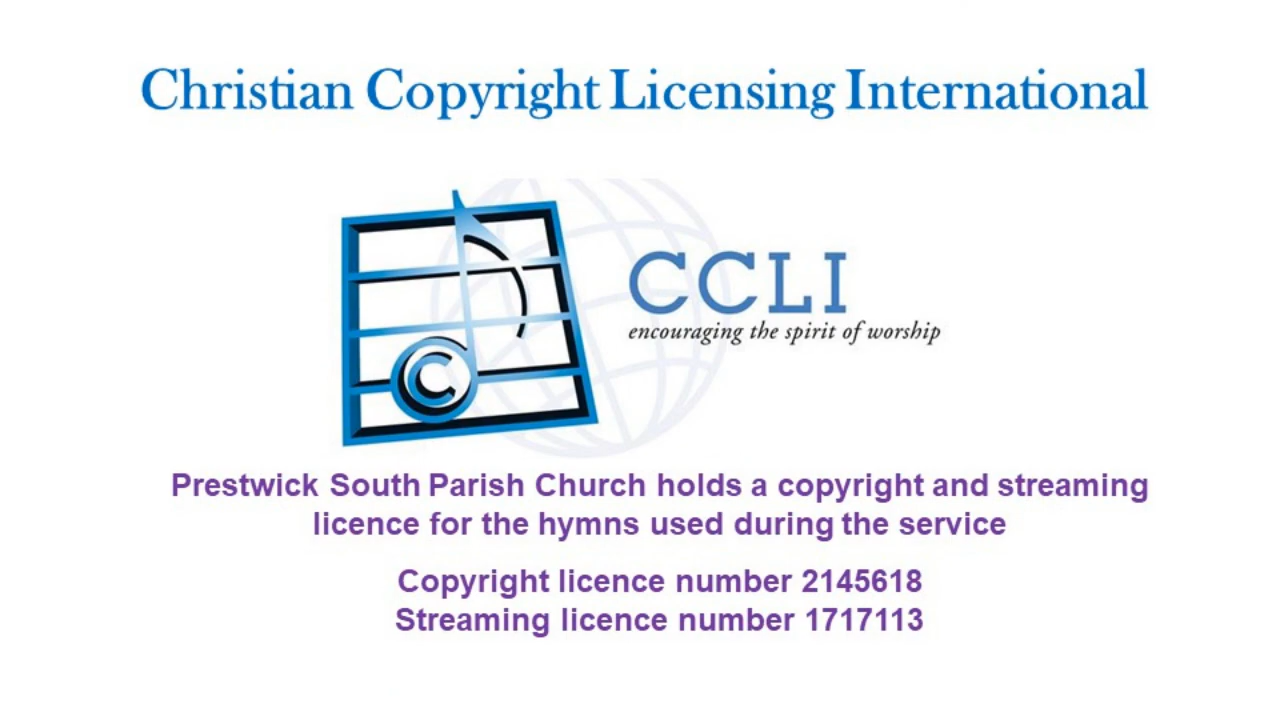 Christian Copyright Licensing International
C
CCLI
encouraging the spirit of worship
Prestwick South Parish Church holds a copyright and streaming
licence for the hymns used during the service
Copyright licence number 2145618
Streaming licence number 1717113